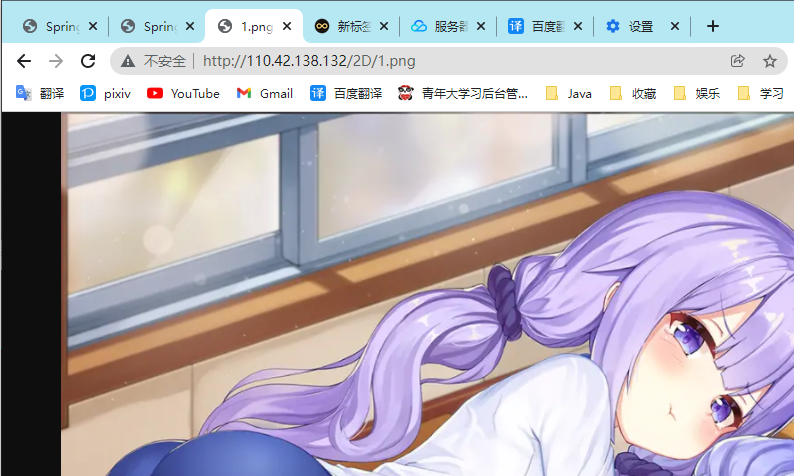 Spring Spring 1.png 新标签 服务器 百度翻 设置
不安全 http://110.42.138.132/2D/1.png
翻译 pixiv YouTube Gmail 译 百度翻译 青年大学习后台管... Java 收藏 娱乐 学习